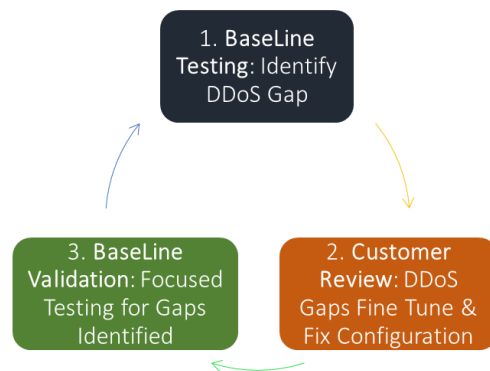 1. BaseLine
Testing: Identify
DDoS Gap
3. BaseLine
Validation: Focused
Testing for Gaps
Identified
2. Customer
Review: DDoS
Gaps Fine Tune &
Fix Configuration